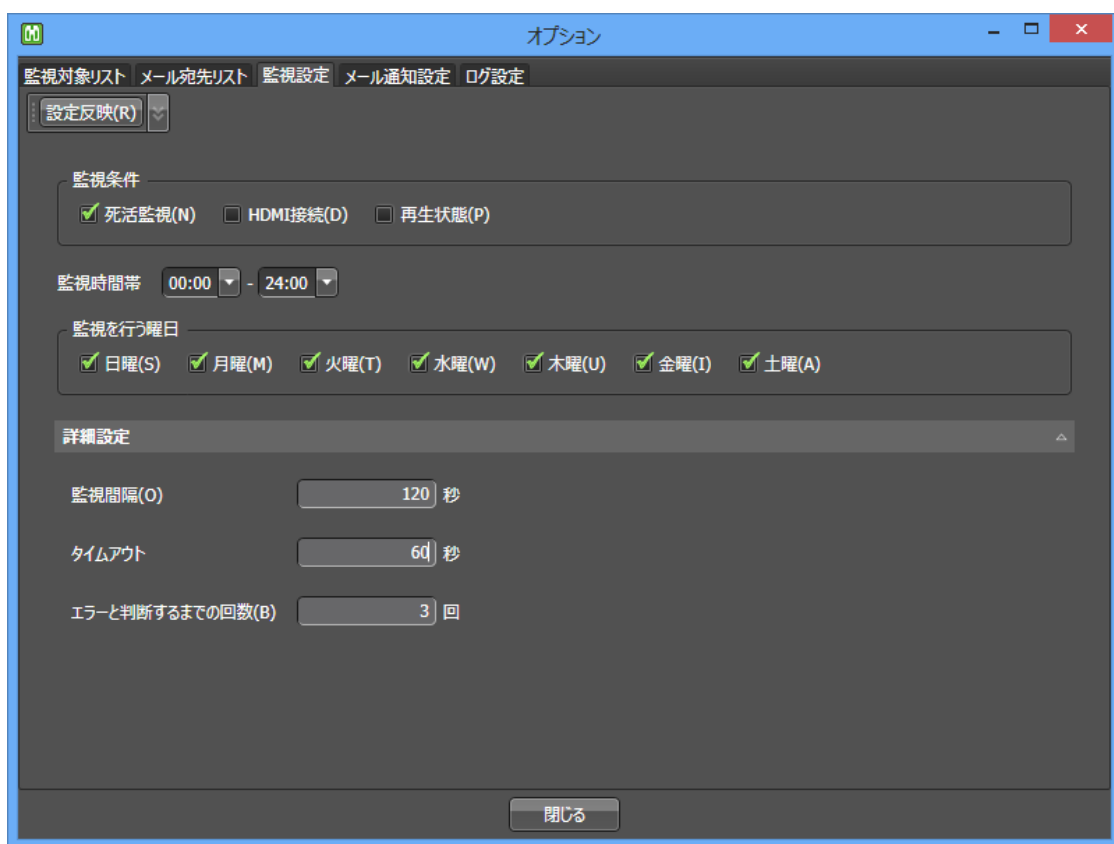 オプション
監視対象リスト メール宛先リスト 監視設定 メール通知設定 ログ設定
設定反映(R)
監視条件
死活監視(N) HDMI接続(D) 再生状態(P)
監視時間帯 00:00 - 24:00
監視を行う曜日
日曜(S) 月曜(M) 火曜(T) 水曜(W) 木曜(U) 金曜(I) 土曜(A)
詳細設定
監視間隔(O) 120 秒
タイムアウト 60 秒
エラーと判断するまでの回数(B) 3 回
閉じる